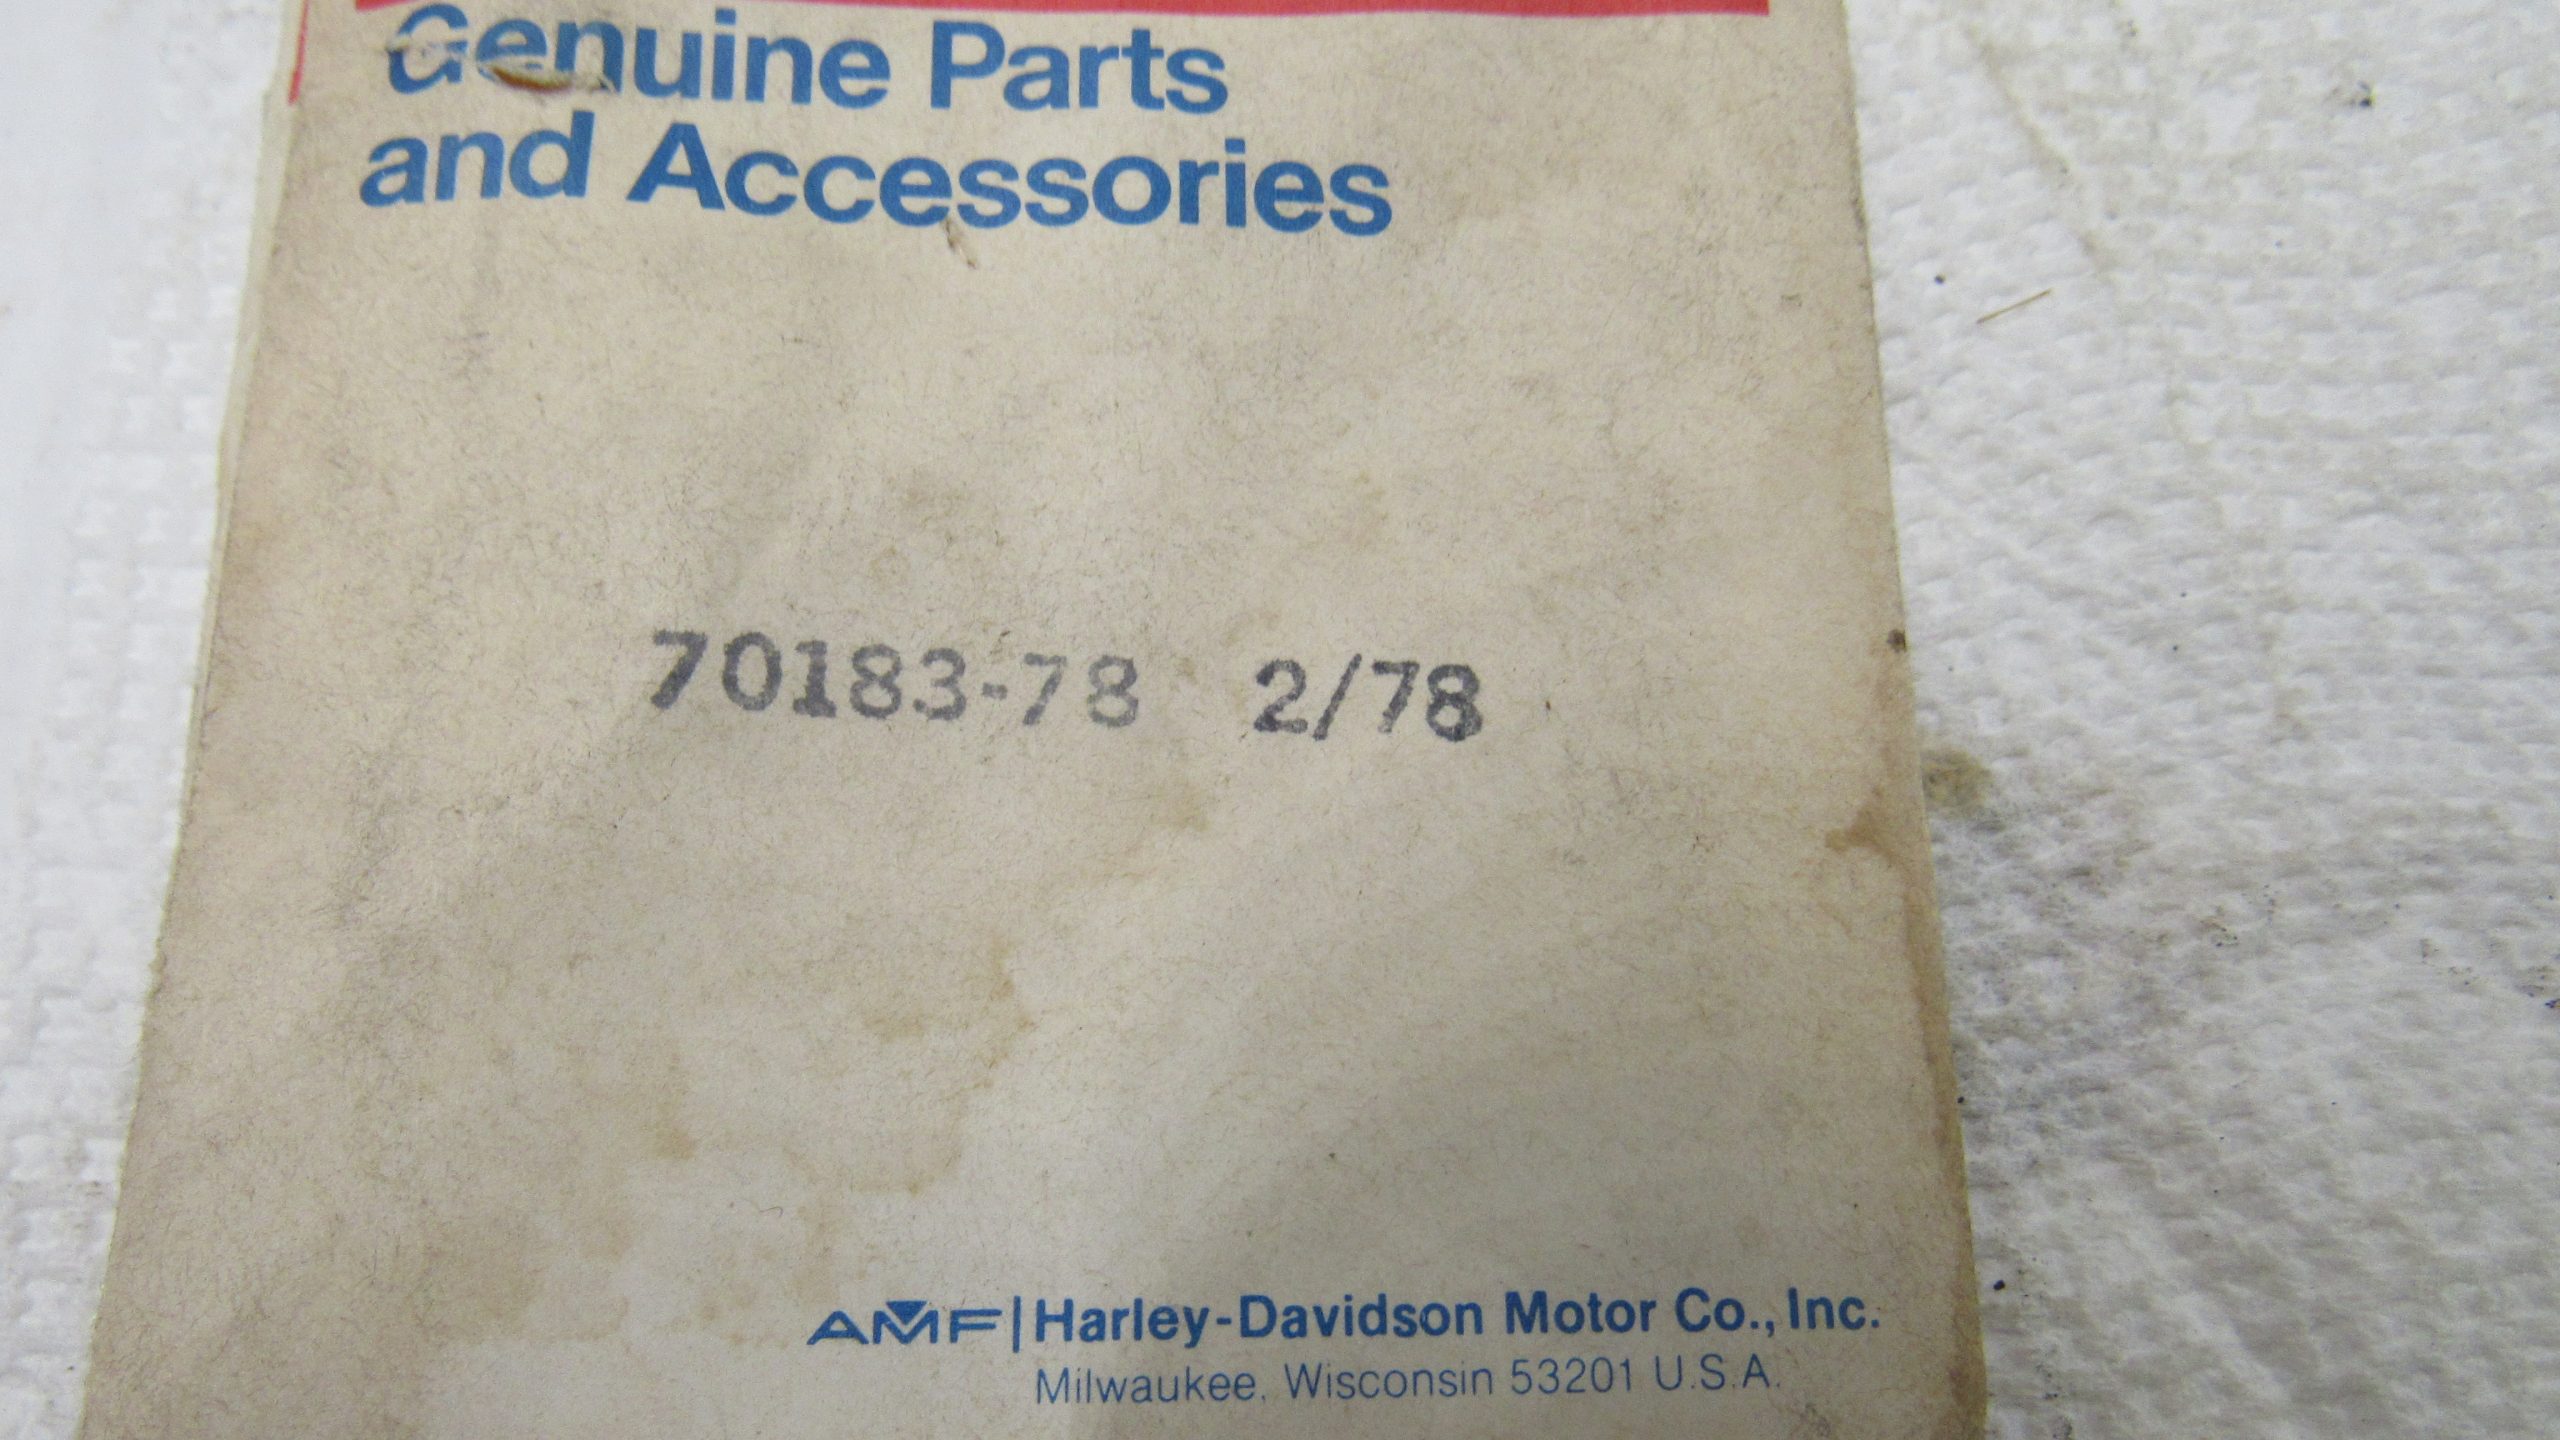 Genuine Parts
and Accessories
70183-78 2/78
AMF | Harley-Davidson Motor Co., Inc.
Milwaukee, Wisconsin 53201 U.S.A.